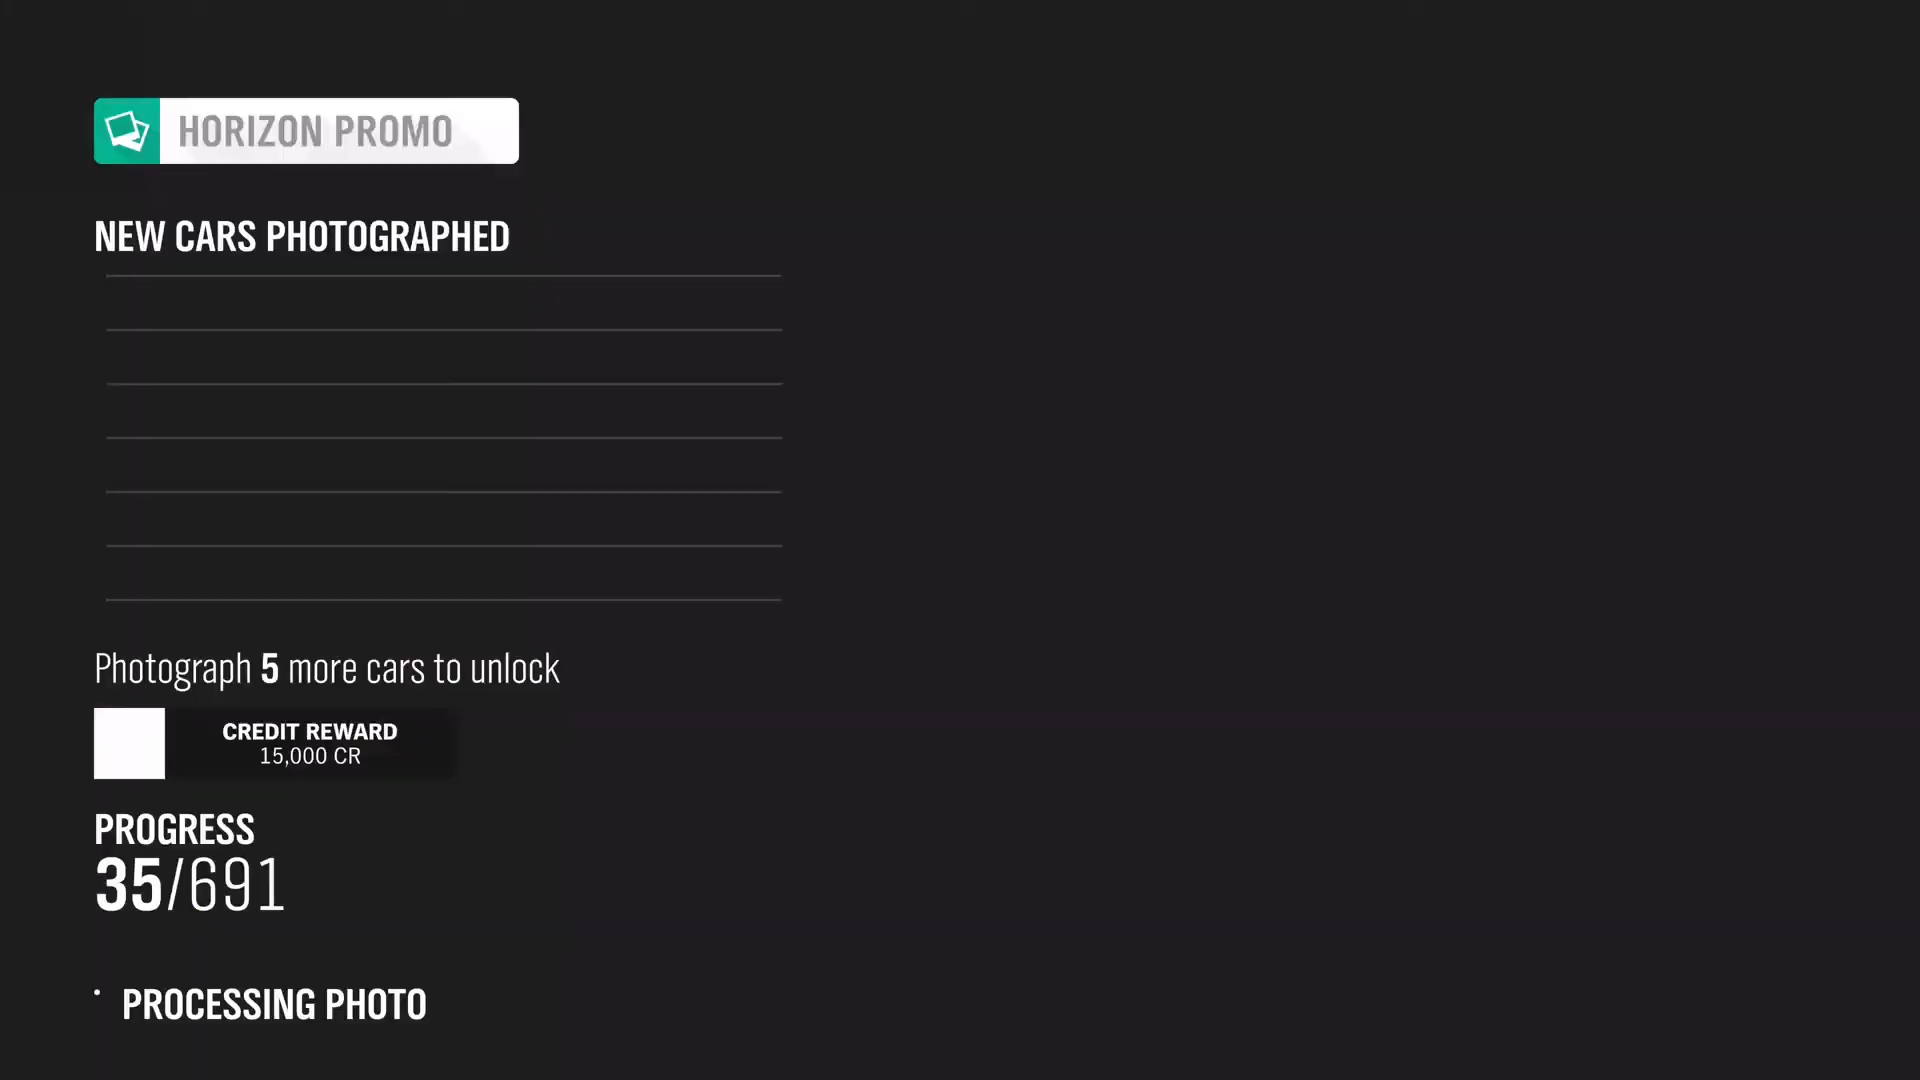 HORIZON PROMO
NEW CARS PHOTOGRAPHED
Photograph 5 more cars to unlock
CREDIT REWARD
15,000 CR
PROGRESS
35/691
PROCESSING PHOTO